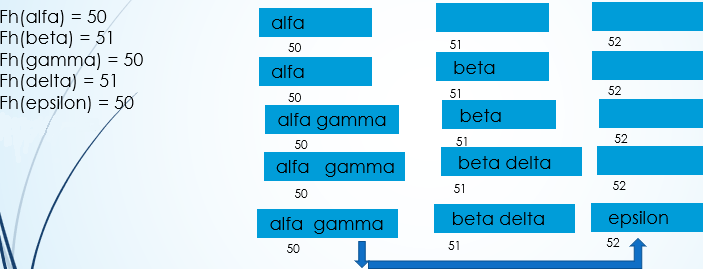 Fh(alfa) = 50
Fh(beta) = 51
Fh(gamma) = 50
Fh(delta) = 51
Fh(epsilon) = 50
alfa
50 51 52
alfa beta
50 51 52
alfa gamma beta
50 51 52
alfa gamma beta delta
50 51 52
alfa gamma beta delta epsilon
50 51 52